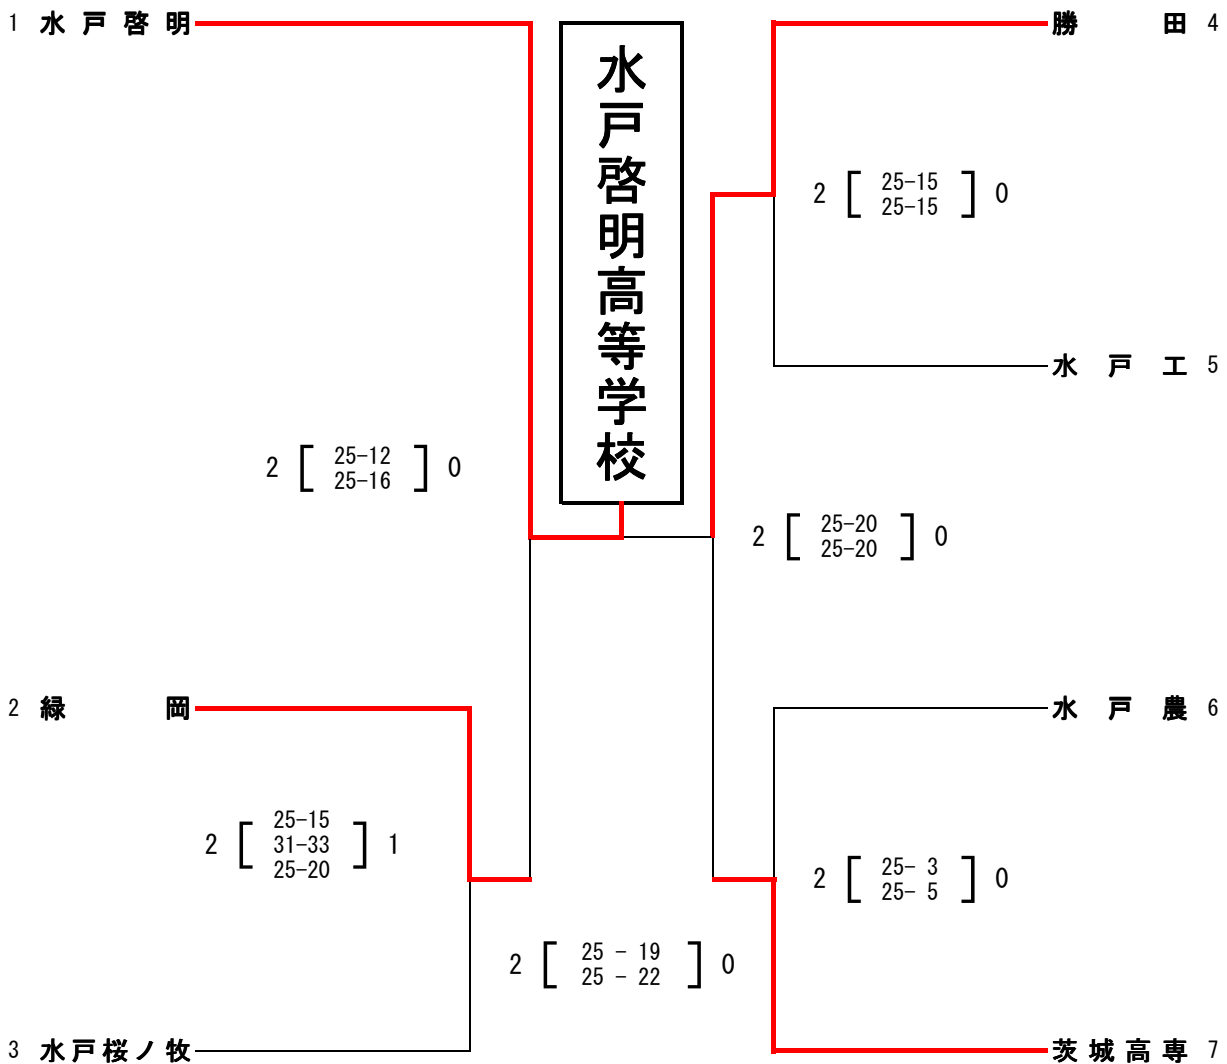 1 水戸啓明
水戸啓明高等学校
勝田 4
2 [ 25-15 ] 0
25-15
水戸工 5
2 [ 25-12 ] 0
25-16
2 [ 25-20 ] 0
25-20
2 緑岡
水戸農 6
2 [ 25-15 ] 1
31-33
25-20
2 [ 25- 3 ] 0
25- 5
2 [ 25 - 19 ] 0
25 - 22
3 水戸桜ノ牧
茨城高専 7